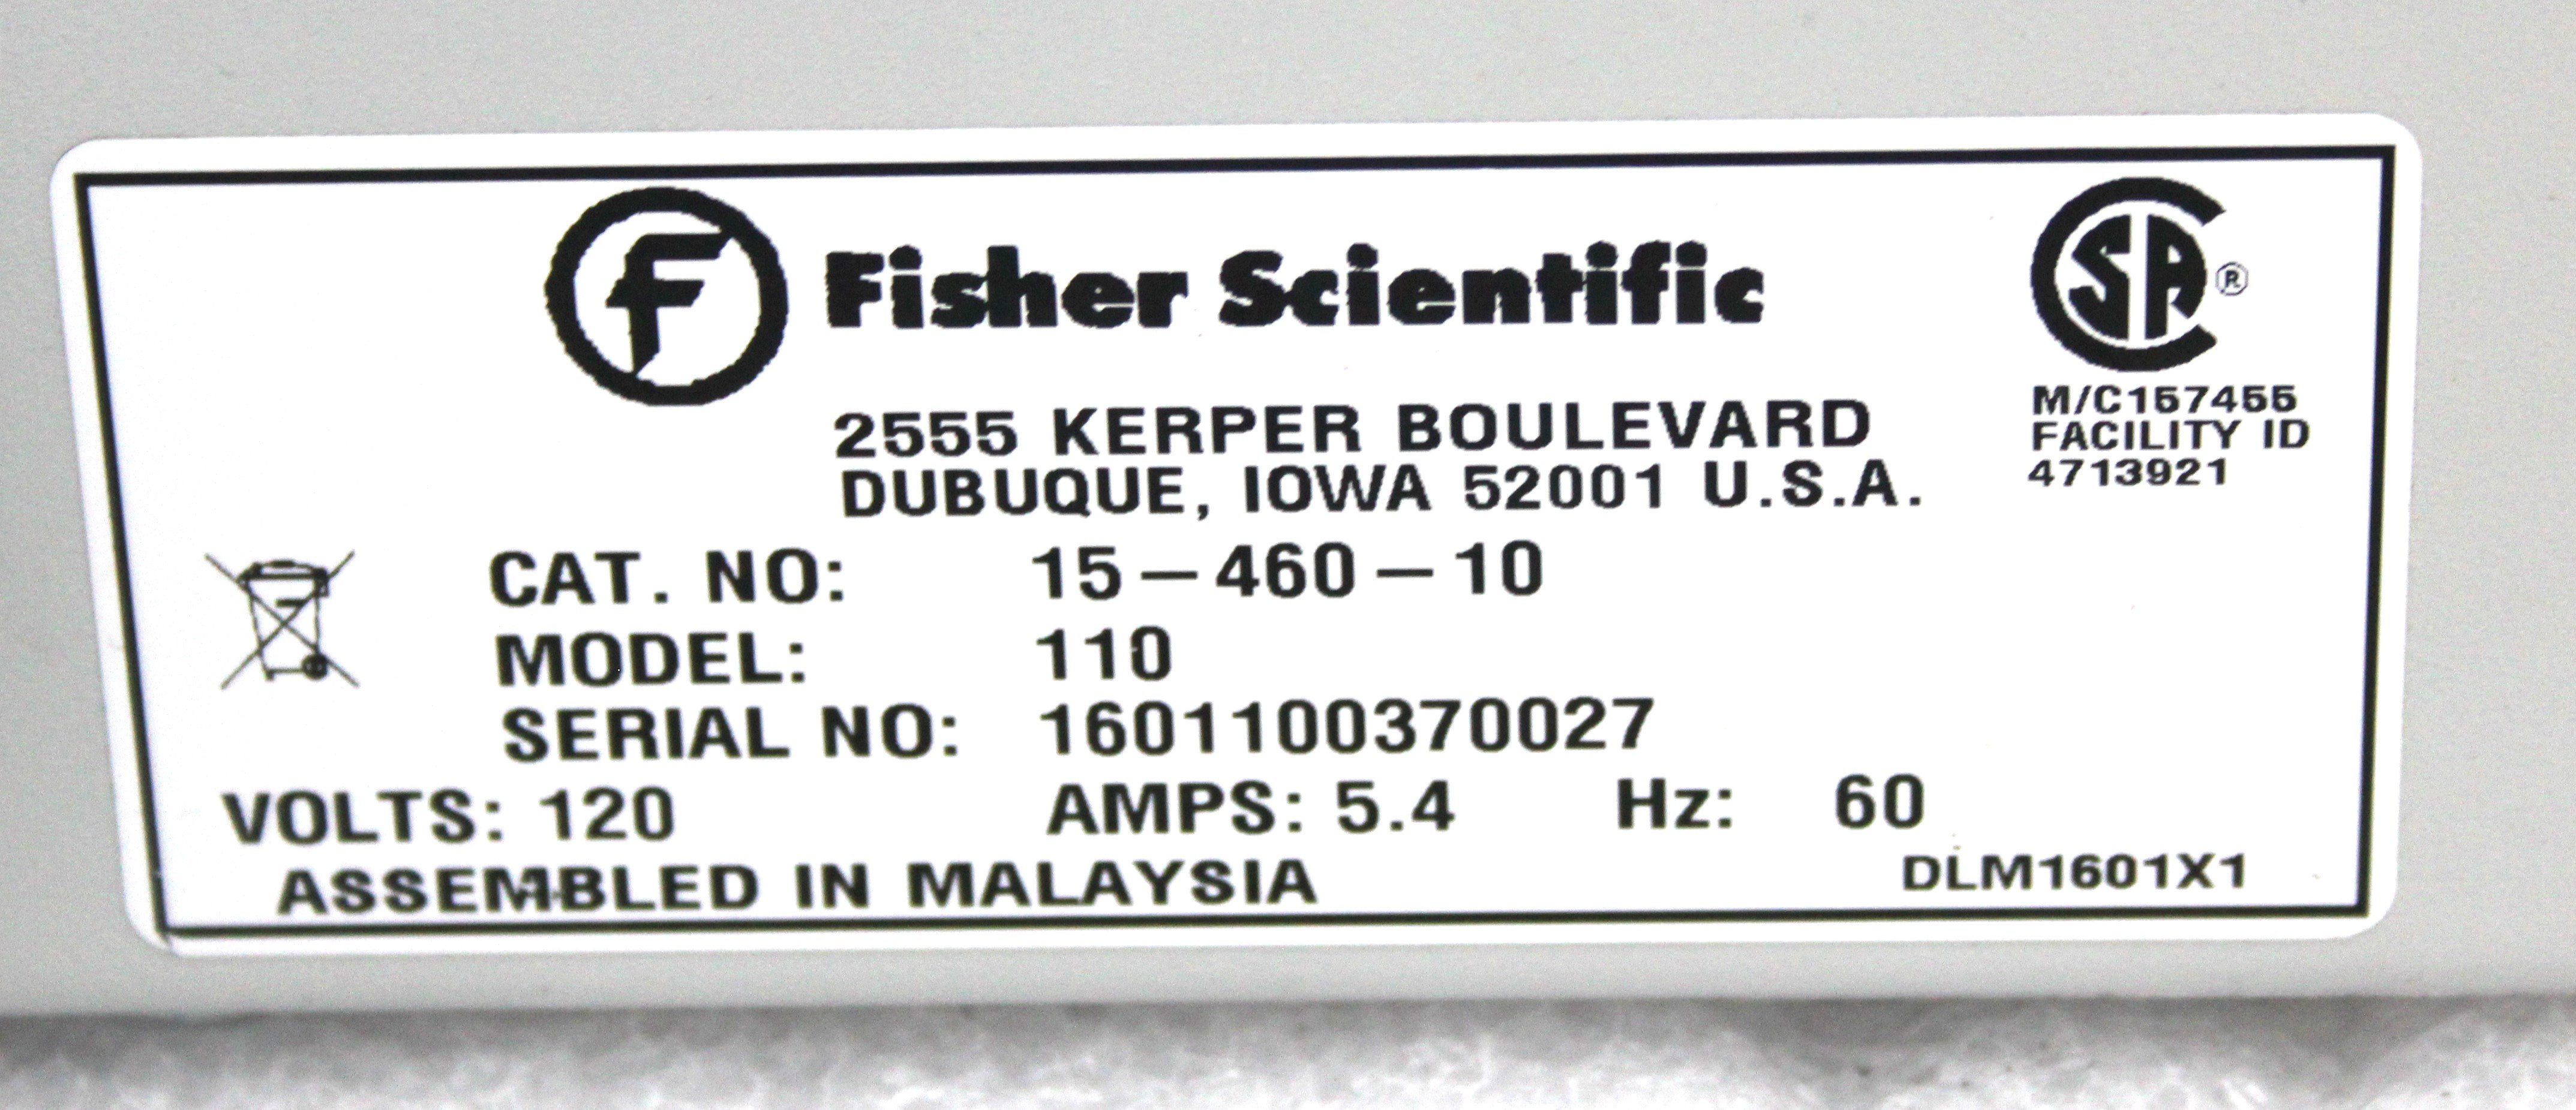 F Fisher Scientific
CSA ®
2555 KERPER BOULEVARD
DUBUQUE, IOWA 52001 U.S.A.
M/C157455
FACILITY ID
4713921
CAT. NO: 15-460-10
MODEL: 110
SERIAL NO: 1601100370027
VOLTS: 120 AMPS: 5.4 Hz: 60
ASSEMBLED IN MALAYSIA
DLM1601X1